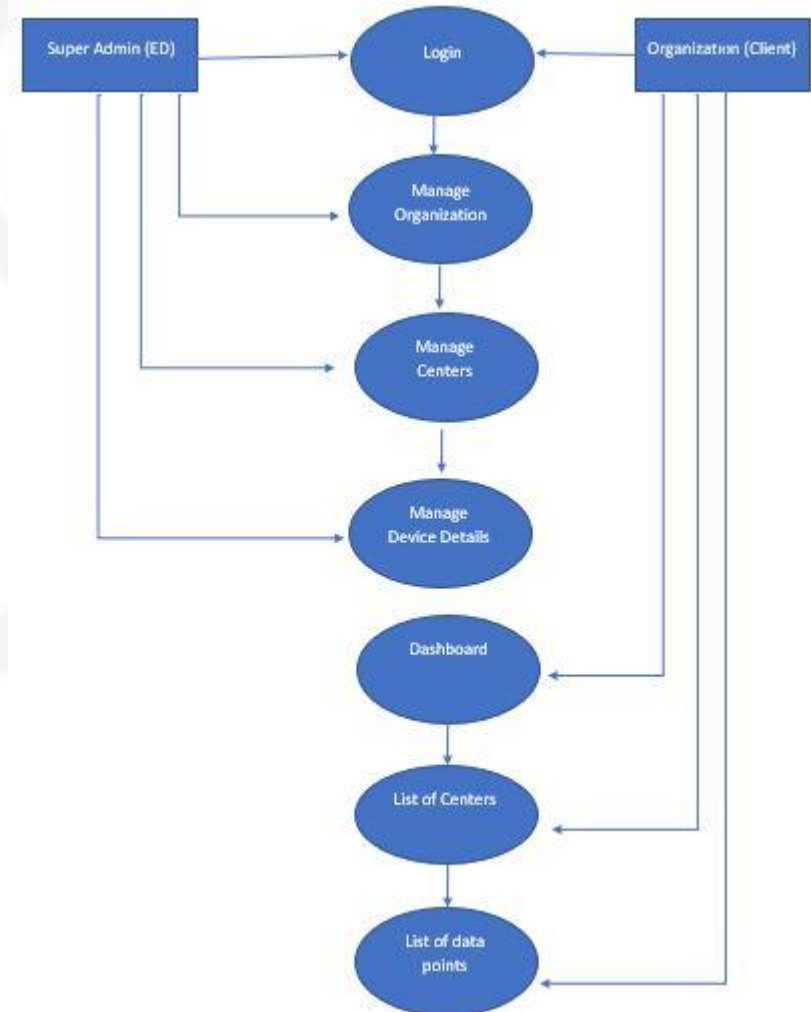 Super Admin (ED)
Login
Organization (Client)
Manage
Organization
Manage
Centers
Manage
Device Details
Dashboard
List of Centers
List of data
points